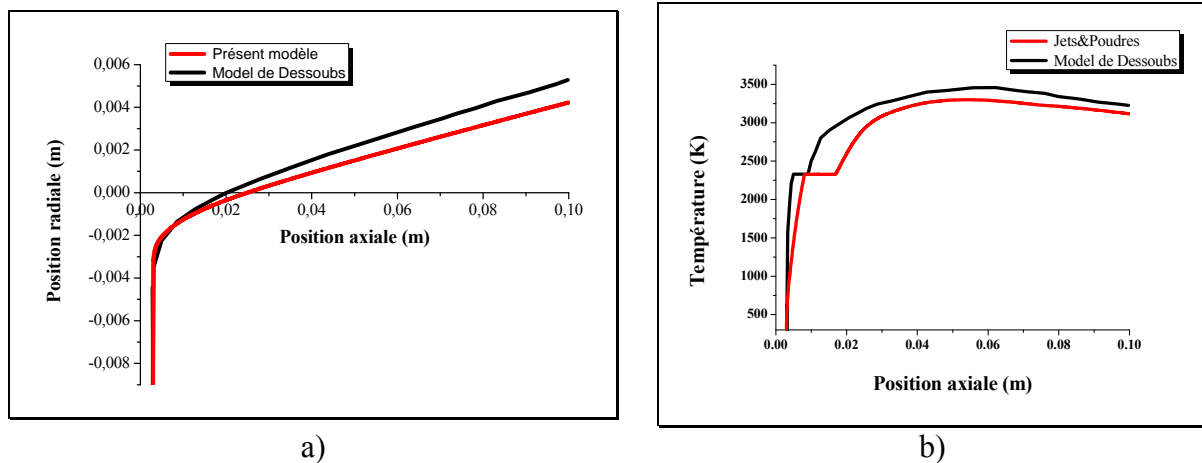 Présent modèle
Model de Dessoubs
0,006
0,004
0,002
0,000
-0,002
-0,004
-0,006
-0,008
0,00
0,02
0,04
0,06
0,08
0,10
Position radiale (m)
Position axiale (m)
a)
Jets&Poudres
Model de Dessoubs
3500
3000
2500
2000
1500
1000
500
0.00
0.02
0.04
0.06
0.08
0.10
Température (K)
Position axiale (m)
b)